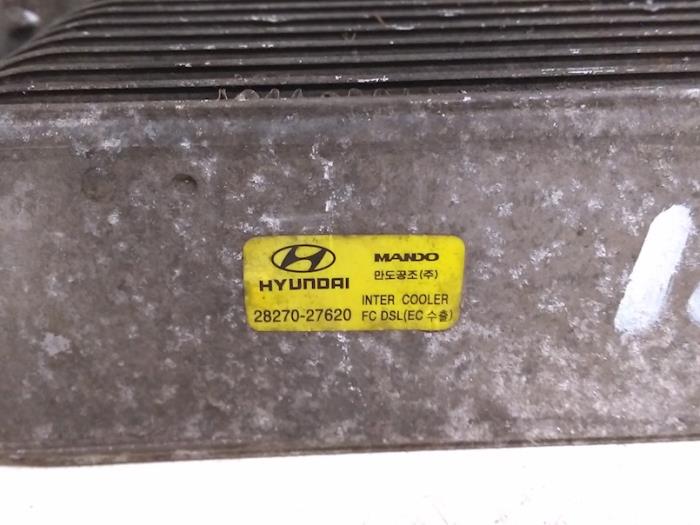 HYUNDAI
28270-27620
MANDO
만도공조(주)
INTER COOLER
FC DSL(EC 수출)